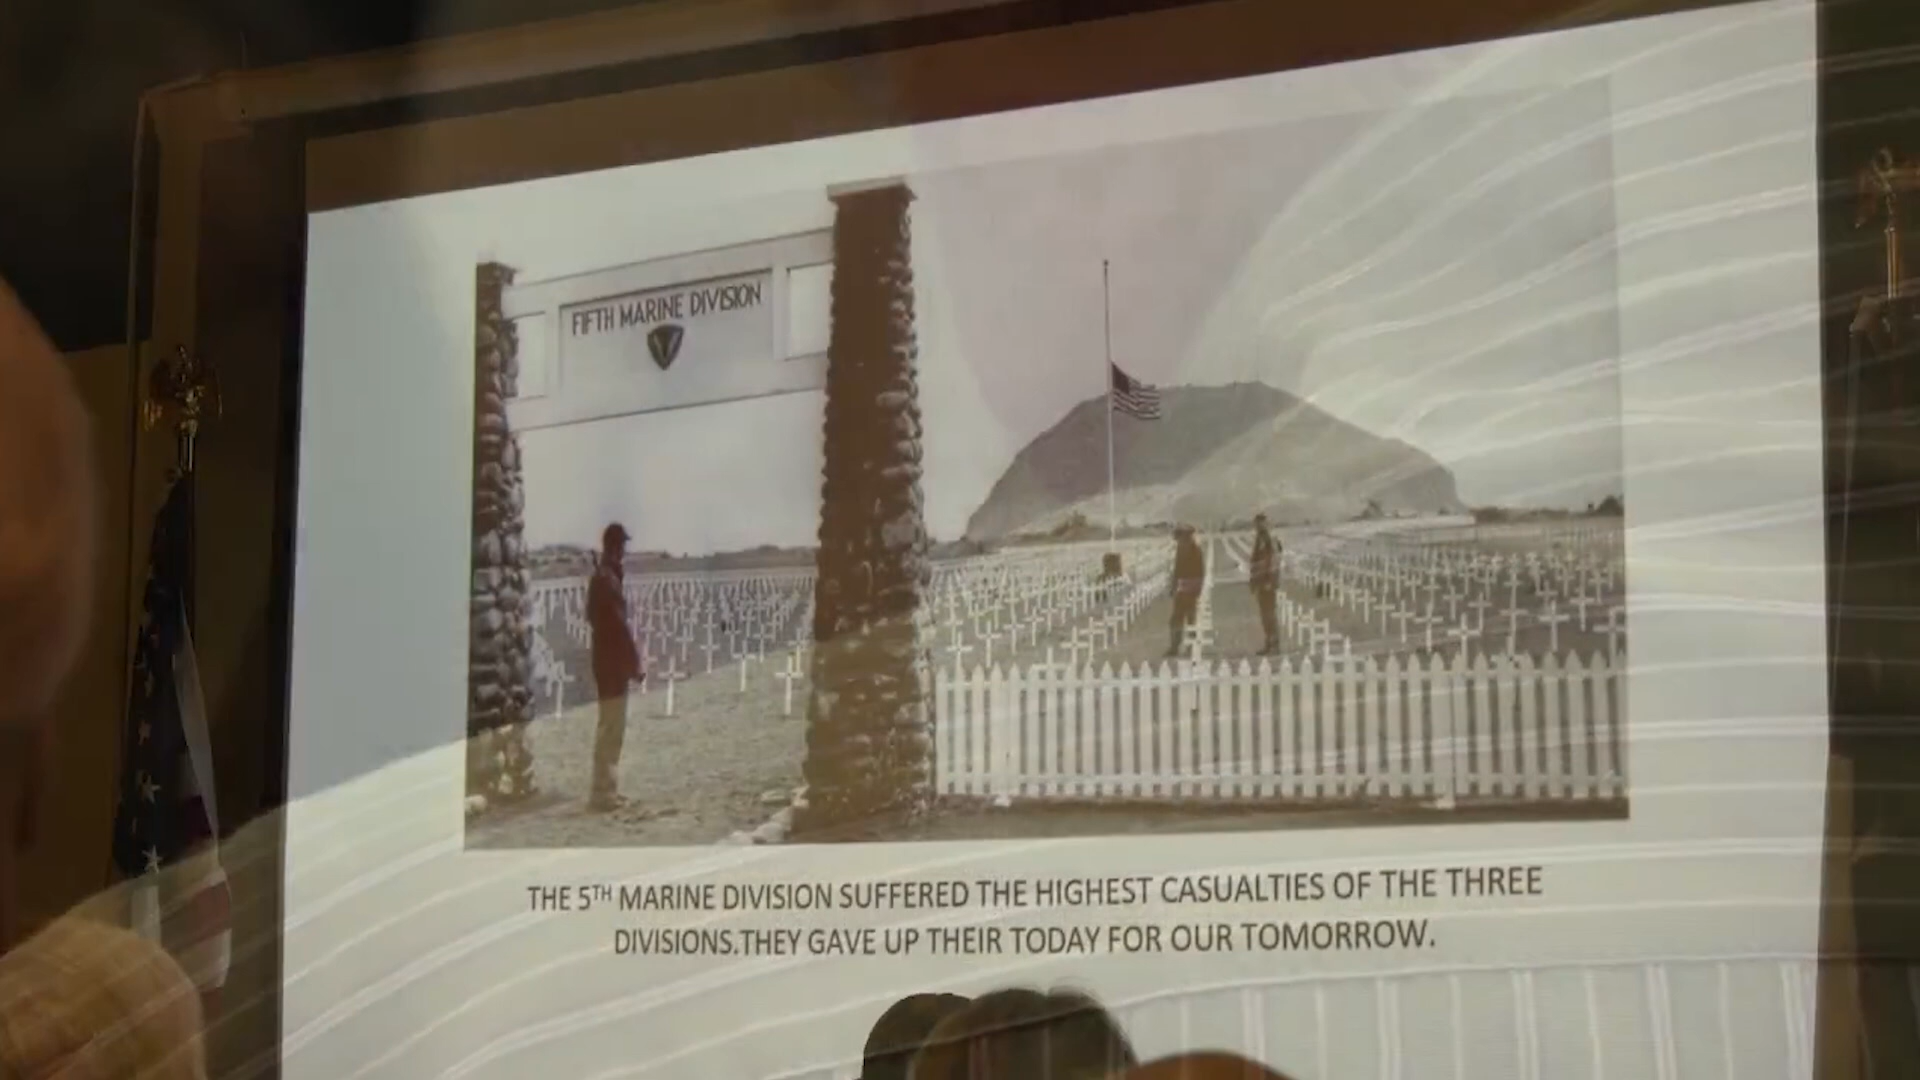 FIFTH MARINE DIVISION
V
THE 5TH MARINE DIVISION SUFFERED THE HIGHEST CASUALTIES OF THE THREE
DIVISIONS.THEY GAVE UP THEIR TODAY FOR OUR TOMORROW.